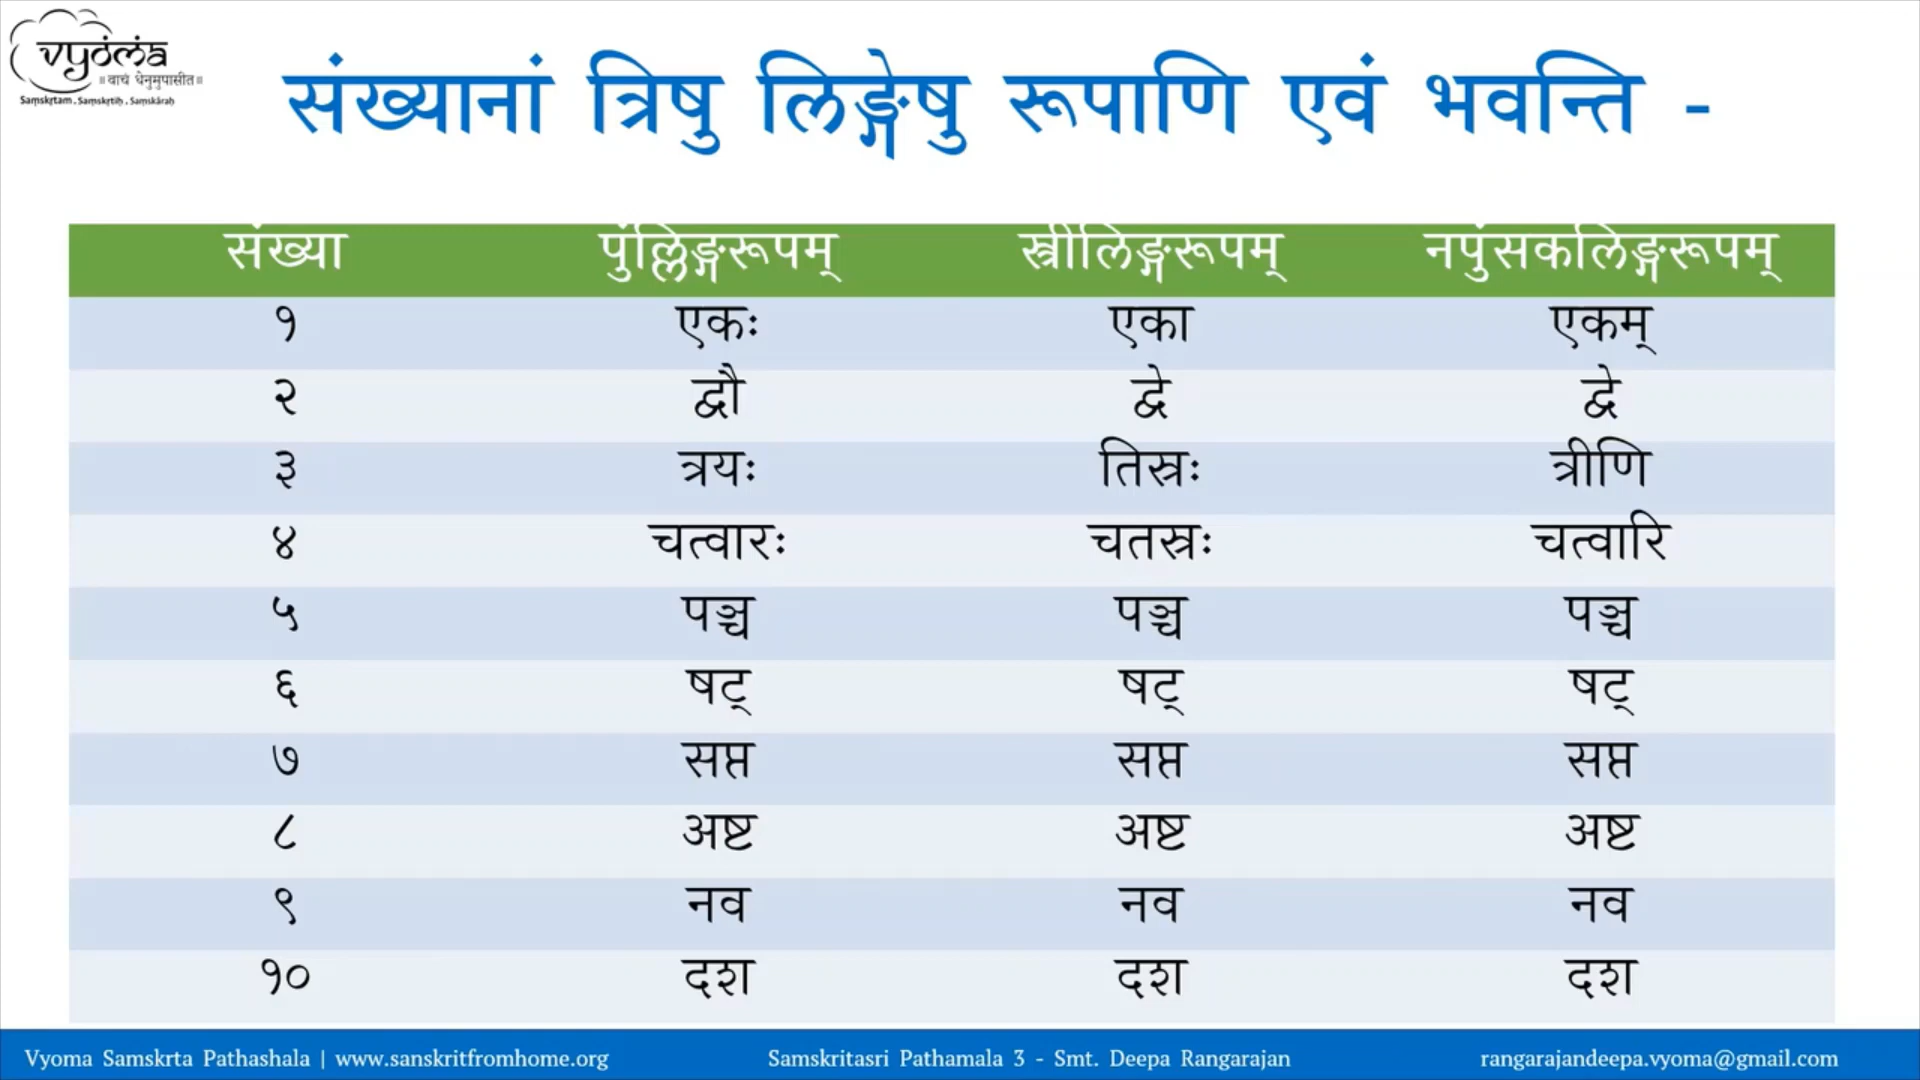 vyoma
॥ वाचं धेनुमुपासीत॥
Saṃskṛtam . Saṃskṛtiḥ . Saṃskāraḥ
संख्यानां त्रिषु लिङ्गेषु रूपाणि एवं भवन्ति -
संख्या पुंल्लिङ्गरूपम् स्त्रीलिङ्गरूपम् नपुंसकलिङ्गरूपम्
१ एकः एका एकम्
२ द्वौ द्वे द्वे
३ त्रयः तिस्रः त्रीणि
४ चत्वारः चतस्रः चत्वारि
५ पञ्च पञ्च पञ्च
६ षट् षट् षट्
७ सप्त सप्त सप्त
८ अष्ट अष्ट अष्ट
९ नव नव नव
१० दश दश दश
Vyoma Samskrta Pathashala | www.sanskritfromhome.org Samskritasri Pathamala 3 - Smt. Deepa Rangarajan rangarajandeepa.vyoma@gmail.com